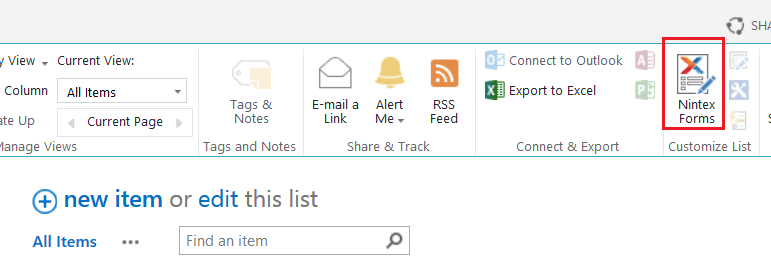 SHA
y View Current View:
Column All Items
ate Up Current Page
Manage Views
Tags &
Notes
Tags and Notes
E-mail a
Link
Alert
Me
RSS
Feed
Share & Track
Connect to Outlook
Export to Excel
Connect & Export
Nintex
Forms
Customize List
S
new item or edit this list
All Items ... Find an item